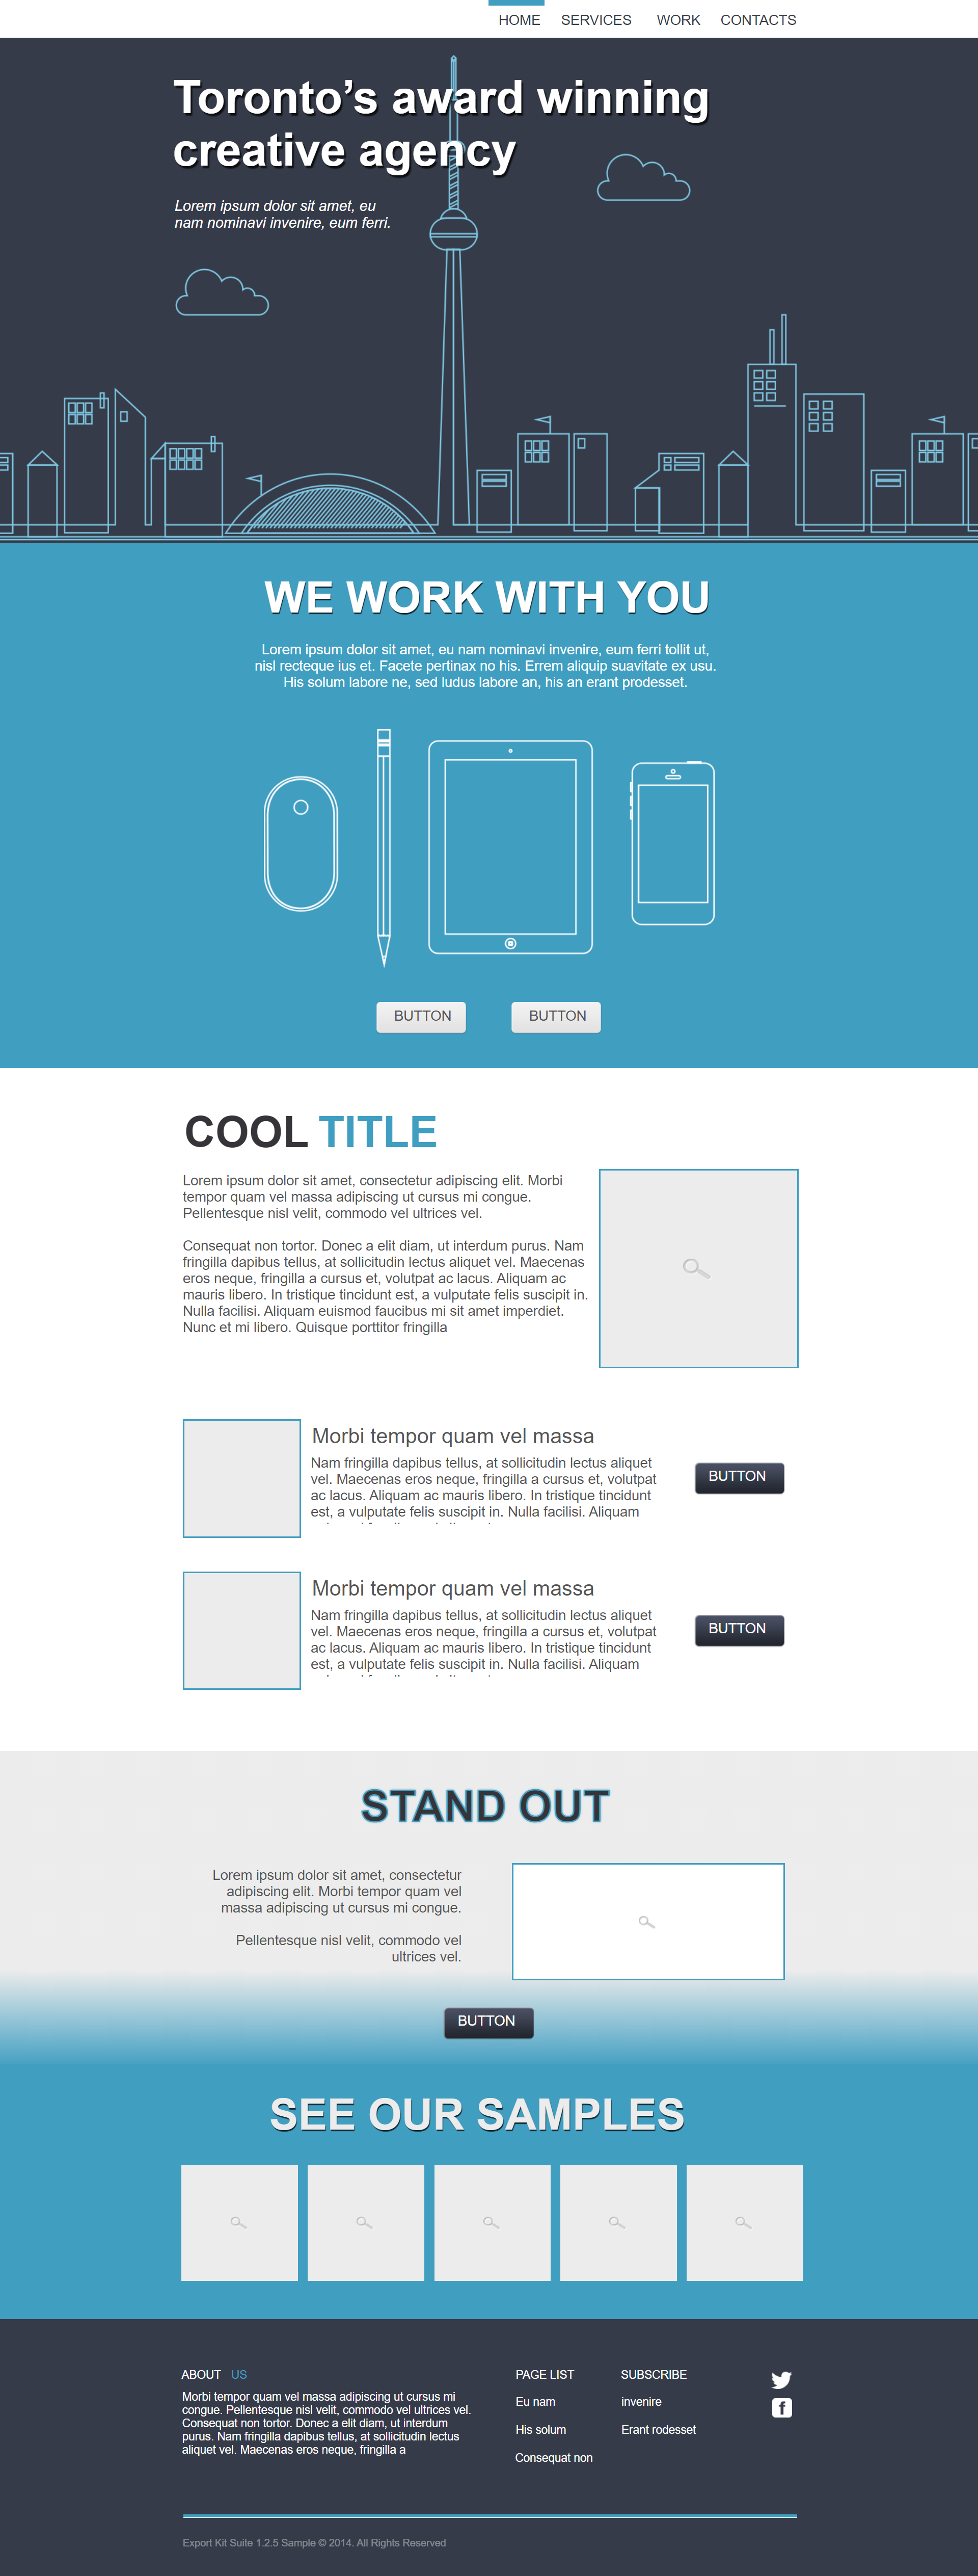 HOME SERVICES WORK CONTACTS
Toronto’s award winning
creative agency
Lorem ipsum dolor sit amet, eu
nam nominavi invenire, eum ferri.
WE WORK WITH YOU
Lorem ipsum dolor sit amet, eu nam nominavi invenire, eum ferri tollit ut,
nisl recteque ius et. Facete pertinax no his. Errem aliquip suavitate ex usu.
His solum labore ne, sed ludus labore an, his an erant prodesset.
BUTTON BUTTON
COOL TITLE
Lorem ipsum dolor sit amet, consectetur adipiscing elit. Morbi
tempor quam vel massa adipiscing ut cursus mi congue.
Pellentesque nisl velit, commodo vel ultrices vel.
Consequat non tortor. Donec a elit diam, ut interdum purus. Nam
fringilla dapibus tellus, at sollicitudin lectus aliquet vel. Maecenas
eros neque, fringilla a cursus et, volutpat ac lacus. Aliquam ac
mauris libero. In tristique tincidunt est, a vulputate felis suscipit in.
Nulla facilisi. Aliquam euismod faucibus mi sit amet imperdiet.
Nunc et mi libero. Quisque porttitor fringilla
Morbi tempor quam vel massa
Nam fringilla dapibus tellus, at sollicitudin lectus aliquet
vel. Maecenas eros neque, fringilla a cursus et, volutpat
ac lacus. Aliquam ac mauris libero. In tristique tincidunt
est, a vulputate felis suscipit in. Nulla facilisi. Aliquam
BUTTON
Morbi tempor quam vel massa
Nam fringilla dapibus tellus, at sollicitudin lectus aliquet
vel. Maecenas eros neque, fringilla a cursus et, volutpat
ac lacus. Aliquam ac mauris libero. In tristique tincidunt
est, a vulputate felis suscipit in. Nulla facilisi. Aliquam
BUTTON
STAND OUT
Lorem ipsum dolor sit amet, consectetur
adipiscing elit. Morbi tempor quam vel
massa adipiscing ut cursus mi congue.
Pellentesque nisl velit, commodo vel
ultrices vel.
BUTTON
SEE OUR SAMPLES
ABOUT US
Morbi tempor quam vel massa adipiscing ut cursus mi
congue. Pellentesque nisl velit, commodo vel ultrices vel.
Consequat non tortor. Donec a elit diam, ut interdum
purus. Nam fringilla dapibus tellus, at sollicitudin lectus
aliquet vel. Maecenas eros neque, fringilla a
PAGE LIST
Eu nam
His solum
Consequat non
SUBSCRIBE
invenire
Erant rodesset
Export Kit Suite 1.2.5 Sample © 2014. All Rights Reserved